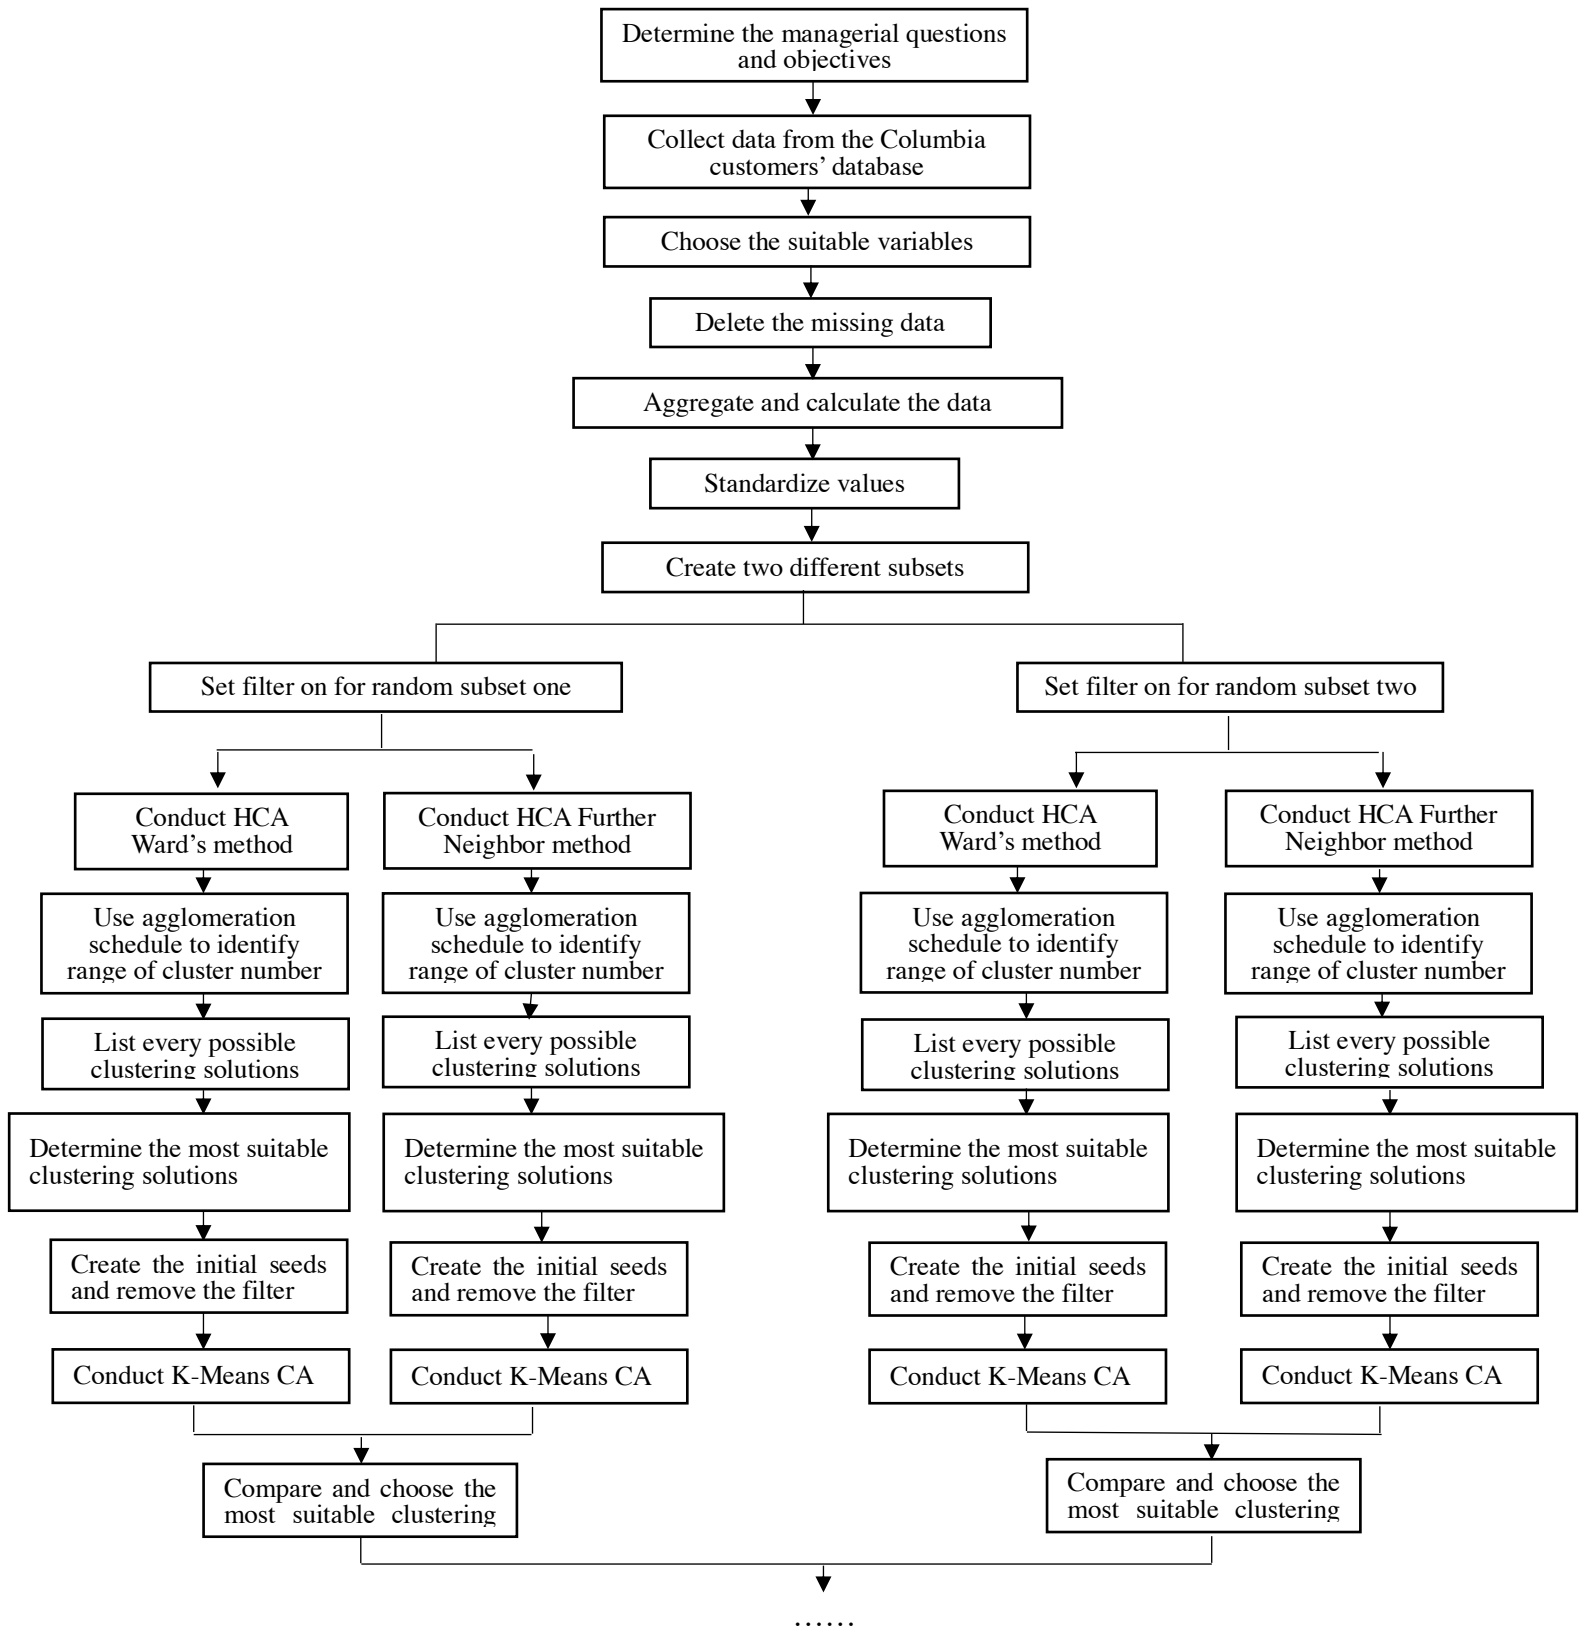 Determine the managerial questions
and objectives
Collect data from the Columbia
customers’ database
Choose the suitable variables
Delete the missing data
Aggregate and calculate the data
Standardize values
Create two different subsets
Set filter on for random subset one
Set filter on for random subset two
Conduct HCA
Ward’s method
Conduct HCA Further
Neighbor method
Conduct HCA
Ward’s method
Conduct HCA Further
Neighbor method
Use agglomeration
schedule to identify
range of cluster number
Use agglomeration
schedule to identify
range of cluster number
Use agglomeration
schedule to identify
range of cluster number
Use agglomeration
schedule to identify
range of cluster number
List every possible
clustering solutions
List every possible
clustering solutions
List every possible
clustering solutions
List every possible
clustering solutions
Determine the most suitable
clustering solutions
Determine the most suitable
clustering solutions
Determine the most suitable
clustering solutions
Determine the most suitable
clustering solutions
Create the initial seeds
and remove the filter
Create the initial seeds
and remove the filter
Create the initial seeds
and remove the filter
Create the initial seeds
and remove the filter
Conduct K-Means CA
Conduct K-Means CA
Conduct K-Means CA
Conduct K-Means CA
Compare and choose the
most suitable clustering
Compare and choose the
most suitable clustering
……